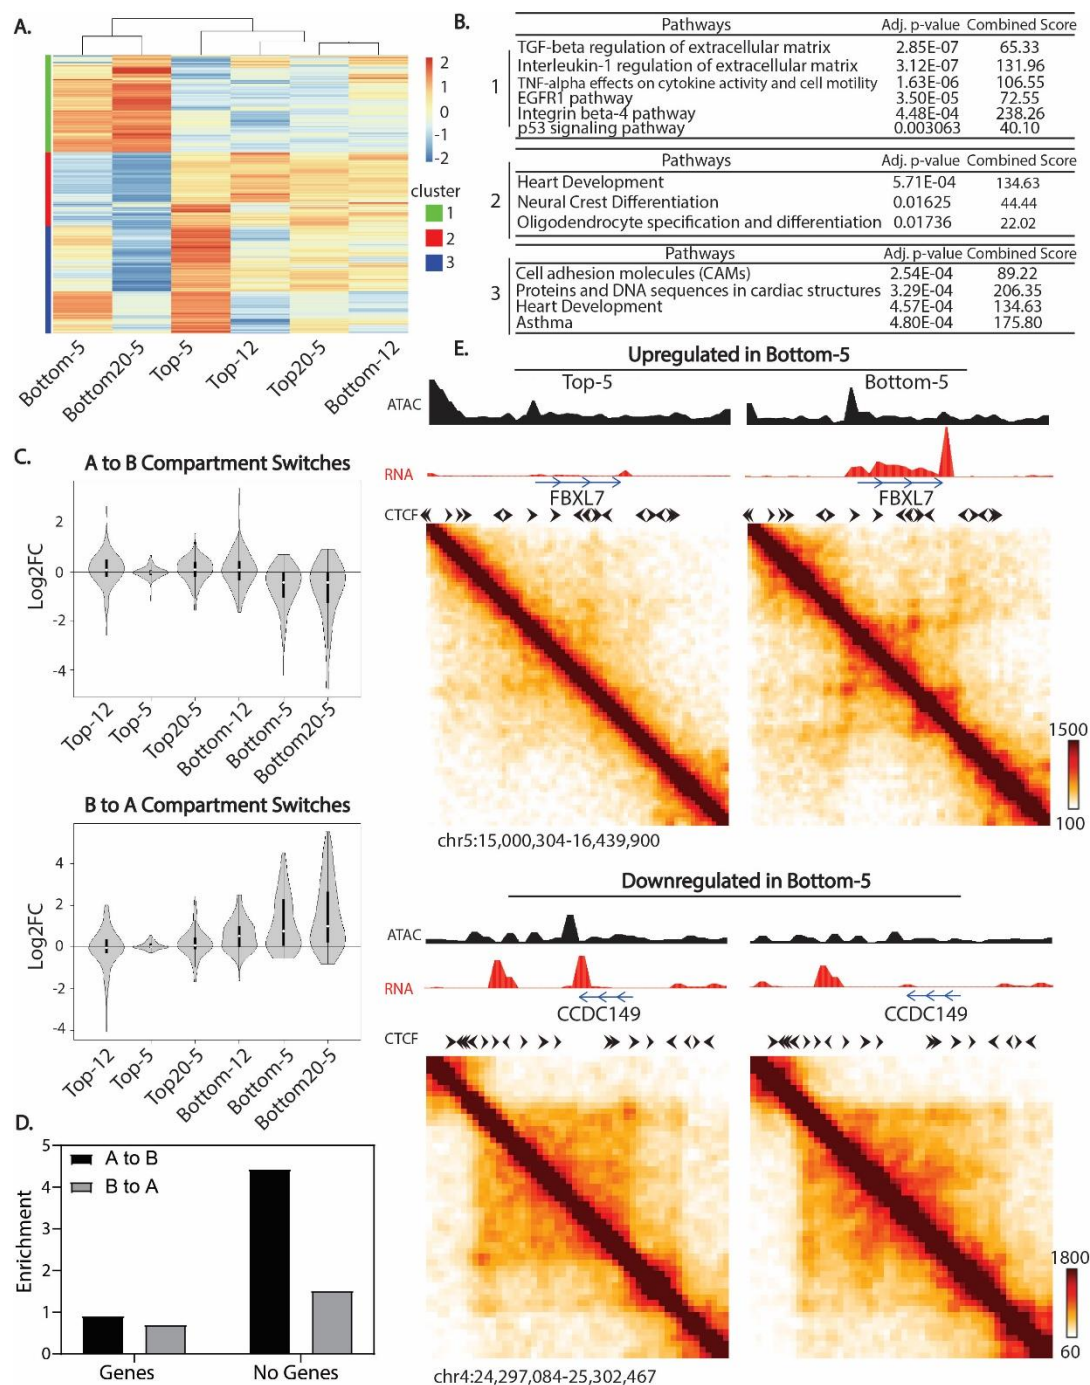 A.
2
1
0
-1
-2
cluster
1
2
3
Bottom-5
Bottom20-5
Top-5
Top-12
Top20-5
Bottom-12
B.
Pathways Adj. p-value Combined Score
1
TGF-beta regulation of extracellular matrix 2.85E-07 65.33
Interleukin-1 regulation of extracellular matrix 3.12E-07 131.96
TNF-alpha effects on cytokine activity and cell motility 1.63E-06 106.55
EGFR1 pathway 3.50E-05 72.55
Integrin beta-4 pathway 4.48E-04 238.26
p53 signaling pathway 0.003063 40.10
Pathways Adj. p-value Combined Score
2
Heart Development 5.71E-04 134.63
Neural Crest Differentiation 0.01625 44.44
Oligodendrocyte specification and differentiation 0.01736 22.02
Pathways Adj. p-value Combined Score
3
Cell adhesion molecules (CAMs) 2.54E-04 89.22
Proteins and DNA sequences in cardiac structures 3.29E-04 206.35
Heart Development 4.57E-04 134.63
Asthma 4.80E-04 175.80
C.
A to B Compartment Switches
Log2FC
2
0
-2
-4
Top-12
Top-5
Top20-5
Bottom-12
Bottom-5
Bottom20-5
B to A Compartment Switches
Log2FC
4
2
0
-2
-4
Top-12
Top-5
Top20-5
Bottom-12
Bottom-5
Bottom20-5
D.
Enrichment
5
4
3
2
1
0
A to B
B to A
Genes
No Genes
E.
Upregulated in Bottom-5
Top-5
Bottom-5
ATAC
RNA
FBXL7
FBXL7
CTCF
1500
100
chr5:15,000,304-16,439,900
Downregulated in Bottom-5
ATAC
RNA
CCDC149
CCDC149
CTCF
1800
60
chr4:24,297,084-25,302,467